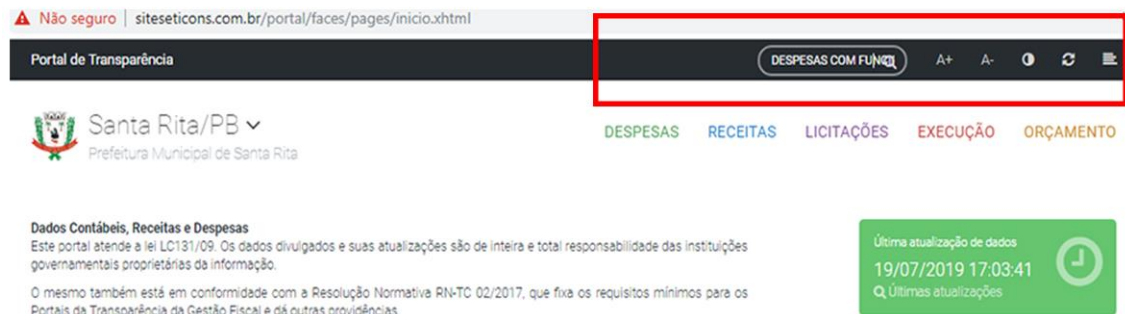 Não seguro | siteseticons.com.br/portal/faces/pages/inicio.xhtml
Portal de Transparência DESPESAS COM FUNCI A+ A-
Santa Rita/PB
DESPESAS RECEITAS LICITAÇÕES EXECUÇÃO ORÇAMENTO
Prefeitura Municipal de Santa Rita
Dados Contábeis, Receitas e Despesas
Este portal atende a lei LC131/09. Os dados divulgados e suas atualizações são de inteira e total responsabilidade das instituições
governamentais proprietárias da informação.
O mesmo também está em conformidade com a Resolução Normativa RN-TC 02/2017, que fixa os requisitos mínimos para os
Portais da Transparência da Gestão Fiscal e dá outras providências.
Última atualização de dados
19/07/2019 17:03:41
Últimas atualizações